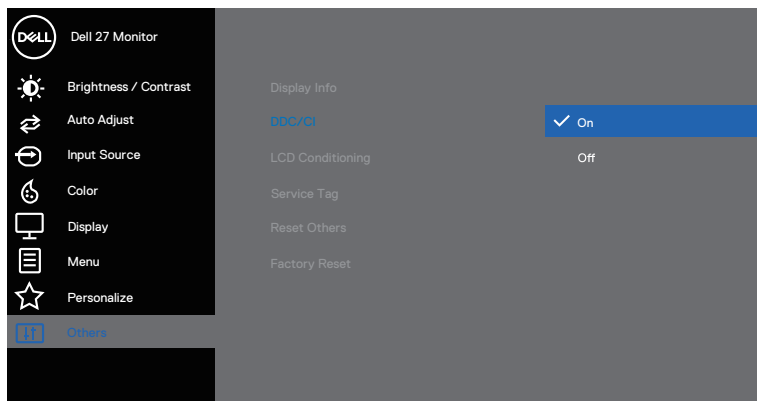 DELL Dell 27 Monitor
Brightness / Contrast
Auto Adjust
Input Source
Color
Display
Menu
Personalize
Others
Display Info
DDC/CI
LCD Conditioning
Service Tag
Reset Others
Factory Reset
On
Off